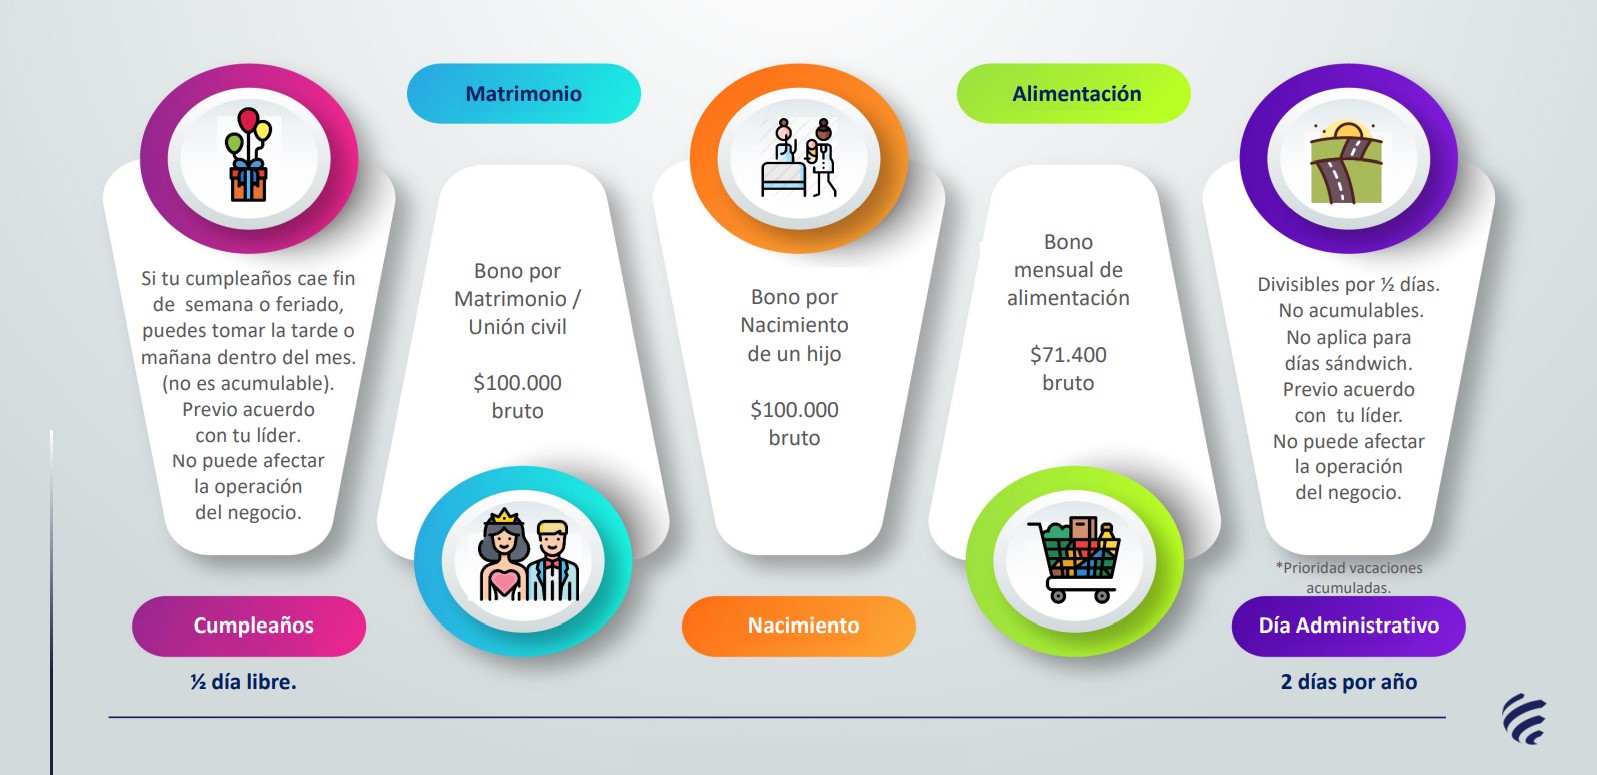 Si tu cumpleaños cae fin
de semana o feriado,
puedes tomar la tarde o
mañana dentro del mes.
(no es acumulable).
Previo acuerdo
con tu líder.
No puede afectar
la operación
del negocio.
Cumpleaños
½ día libre.
Matrimonio
Bono por
Matrimonio /
Unión civil
$100.000
bruto
Bono por
Nacimiento
de un hijo
$100.000
bruto
Nacimiento
Alimentación
Bono
mensual de
alimentación
$71.400
bruto
Divisibles por ½ días.
No acumulables.
No aplica para
días sándwich.
Previo acuerdo
con tu líder.
No puede afectar
la operación
del negocio.
*Prioridad vacaciones
acumuladas.
Día Administrativo
2 días por año